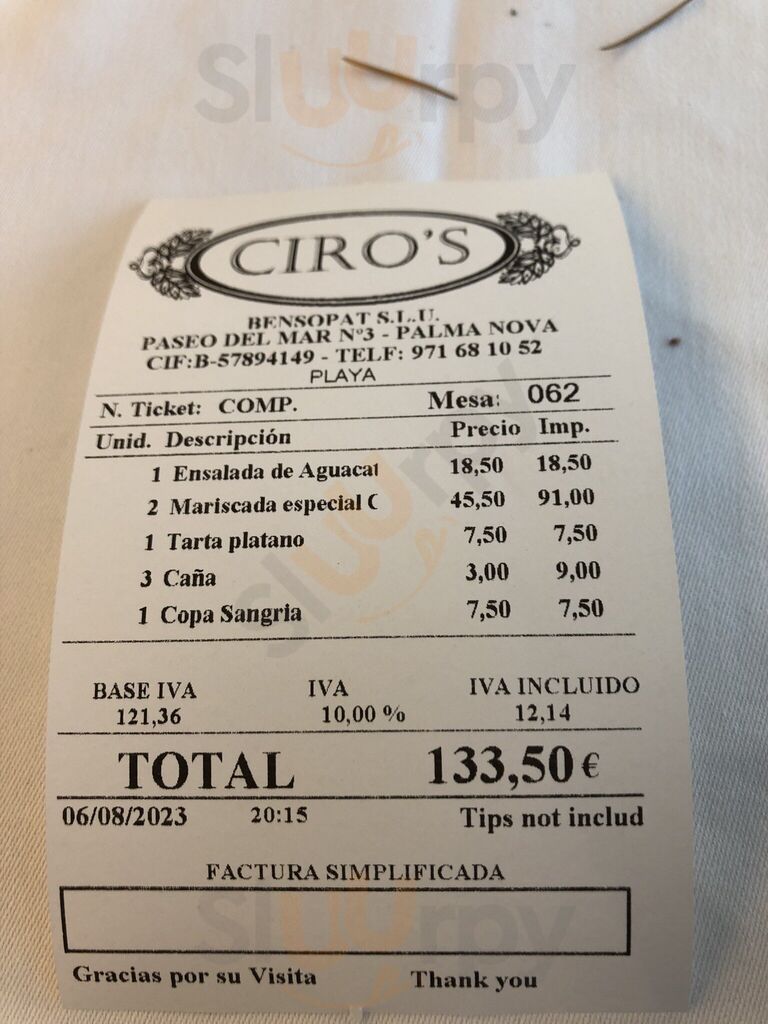 Sluurpy
CIRO'S
BENSOPAT S.L.U.
PASEO DEL MAR Nº3 - PALMA NOVA
CIF:B-57894149 - TELF: 971 68 10 52
PLAYA
N. Ticket: COMP. Mesa: 062
Unid. Descripción Precio Imp.
1 Ensalada de Aguacat 18,50 18,50
2 Mariscada especial C 45,50 91,00
1 Tarta platano 7,50 7,50
3 Caña 3,00 9,00
1 Copa Sangria 7,50 7,50
sluurpy
BASE IVA IVA IVA INCLUIDO
121,36 10,00 % 12,14
TOTAL 133,50 €
06/08/2023 20:15 Tips not includ
FACTURA SIMPLIFICADA
Sluurpy
Gracias por su Visita Thank you